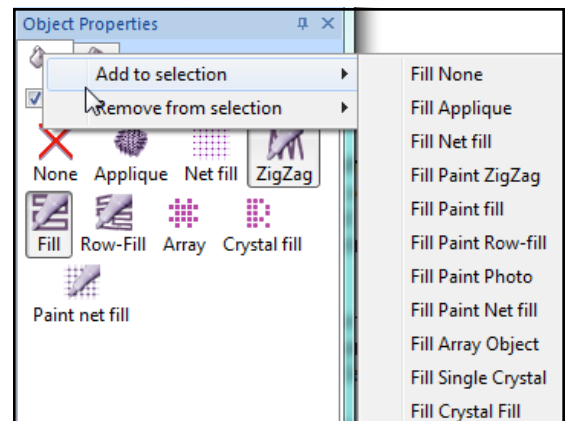 Object Properties
Add to selection
Remove from selection
None Applique Net fill ZigZag
Fill Row-Fill Array Crystal fill
Paint net fill
Fill None
Fill Applique
Fill Net fill
Fill Paint ZigZag
Fill Paint fill
Fill Paint Row-fill
Fill Paint Photo
Fill Paint Net fill
Fill Array Object
Fill Single Crystal
Fill Crystal Fill